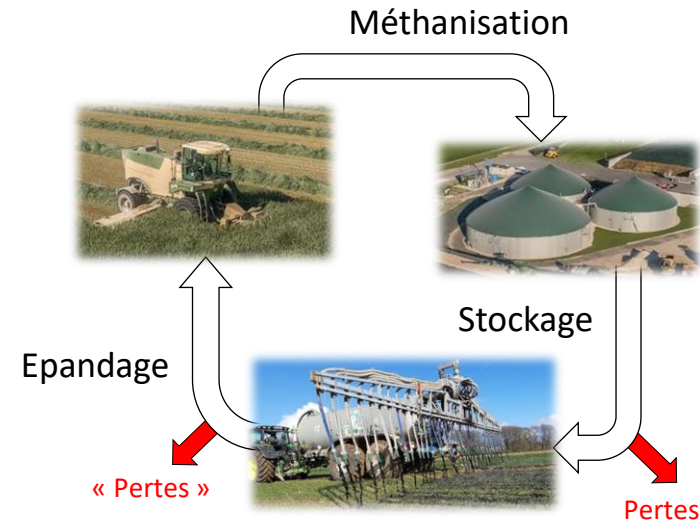 Méthanisation
Stockage
Epandage
« Pertes »
Pertes